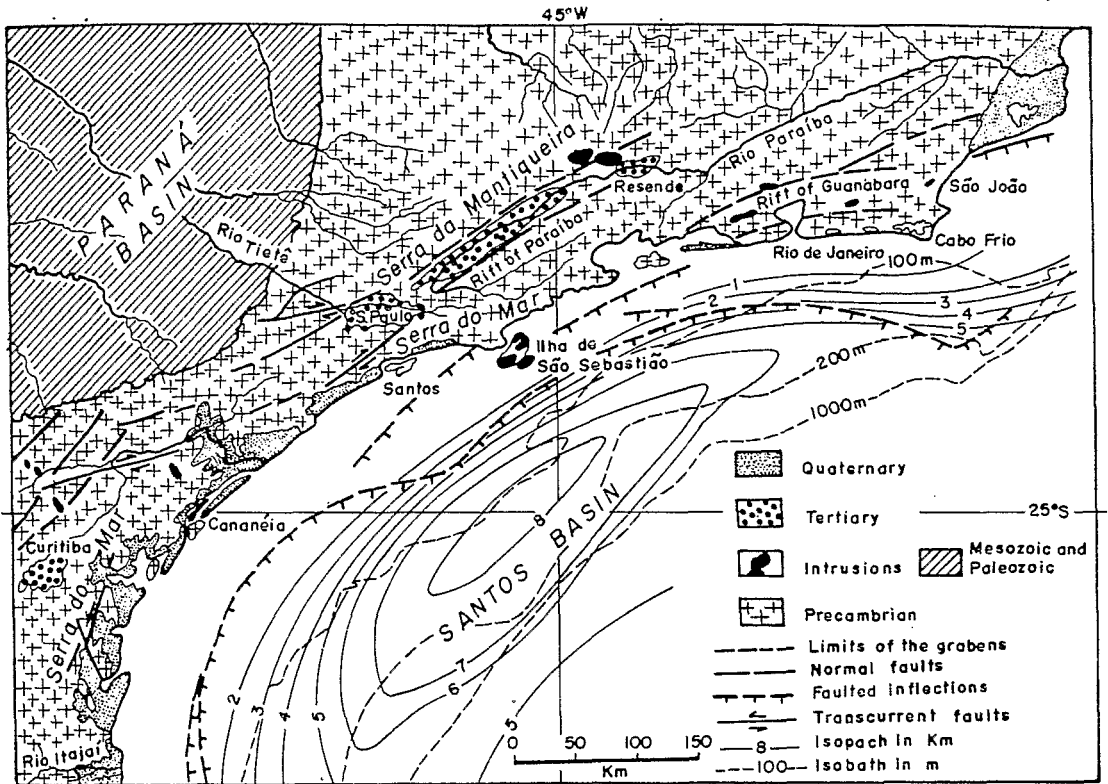 45°W
PARANÁ
BASIN
Rio Tietê
Serra da Mantiqueira
Resende
Rio Paraíba
Rift of Guanabara
São João
Rift of Paraíba
Rio de Janeiro
Cabo Frio
100m
S. Paulo
Serra do Mar
1
2
3
4
5
Ilha de
São Sebastião
200m
Santos
1000m
Quaternary
8
25°S
Cananéia
Tertiary
Curitiba
SANTOS BASIN
Intrusions
Mesozoic and
Paleozoic
Precambrian
Serra do Mar
7
Limits of the grabens
6
Normal faults
2
3
4
5
5
Faulted inflections
Transcurrent faults
0 50 100 150
Km
8 Isopach in Km
100 Isobath in m
Rio Itajaí